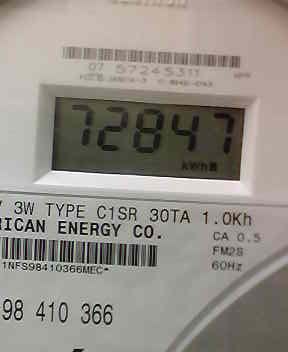 07 57245311
72847
kWh
V 3W TYPE C1SR 30TA 1.0Kh
RICAN ENERGY CO.
CA 0.5
FM2S
60Hz
1NFS98410366MEC*
98 410 366